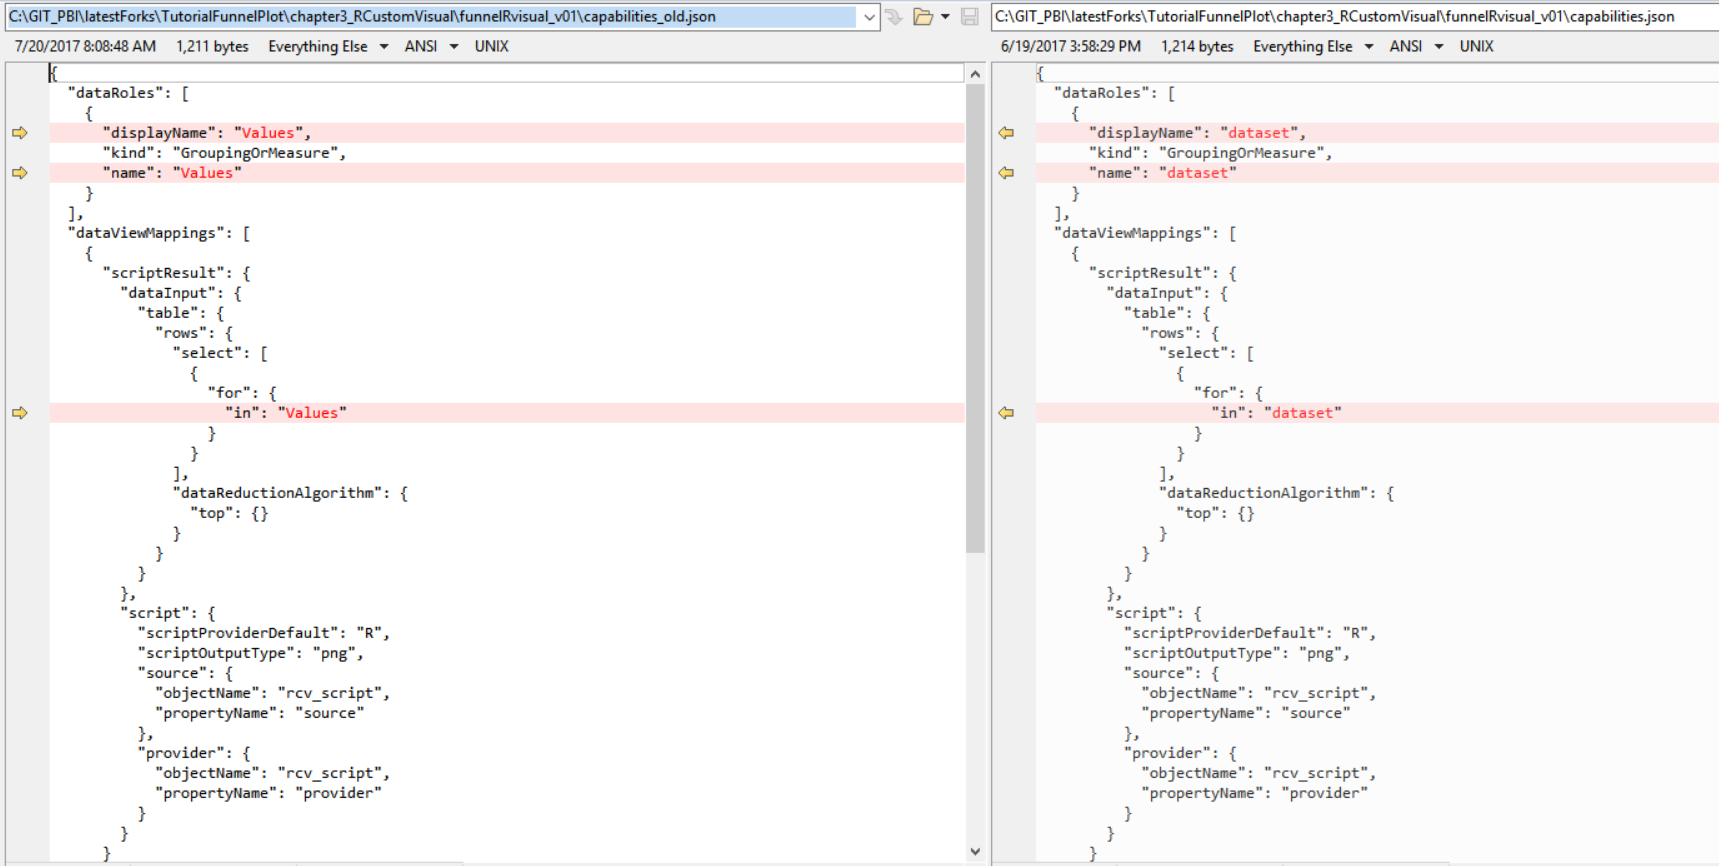 C:\GIT_PBI\latestForks\TutorialFunnelPlot\chapter3_RCustomVisual\funnelRvisual_v01\capabilities_old.json
7/20/2017 8:08:48 AM 1,211 bytes Everything Else ANSI UNIX
{
"dataRoles": [
{
"displayName": "Values",
"kind": "GroupingOrMeasure",
"name": "Values"
}
],
"dataViewMappings": [
{
"scriptResult": {
"dataInput": {
"table": {
"rows": {
"select": [
{
"for": {
"in": "Values"
}
}
],
"dataReductionAlgorithm": {
"top": {}
}
}
}
},
"script": {
"scriptProviderDefault": "R",
"scriptOutputType": "png",
"source": {
"objectName": "rcv_script",
"propertyName": "source"
},
"provider": {
"objectName": "rcv_script",
"propertyName": "provider"
}
}
}
C:\GIT_PBI\latestForks\TutorialFunnelPlot\chapter3_RCustomVisual\funnelRvisual_v01\capabilities.json
6/19/2017 3:58:29 PM 1,214 bytes Everything Else ANSI UNIX
{
"dataRoles": [
{
"displayName": "dataset",
"kind": "GroupingOrMeasure",
"name": "dataset"
}
],
"dataViewMappings": [
{
"scriptResult": {
"dataInput": {
"table": {
"rows": {
"select": [
{
"for": {
"in": "dataset"
}
}
],
"dataReductionAlgorithm": {
"top": {}
}
}
}
},
"script": {
"scriptProviderDefault": "R",
"scriptOutputType": "png",
"source": {
"objectName": "rcv_script",
"propertyName": "source"
},
"provider": {
"objectName": "rcv_script",
"propertyName": "provider"
}
}
}